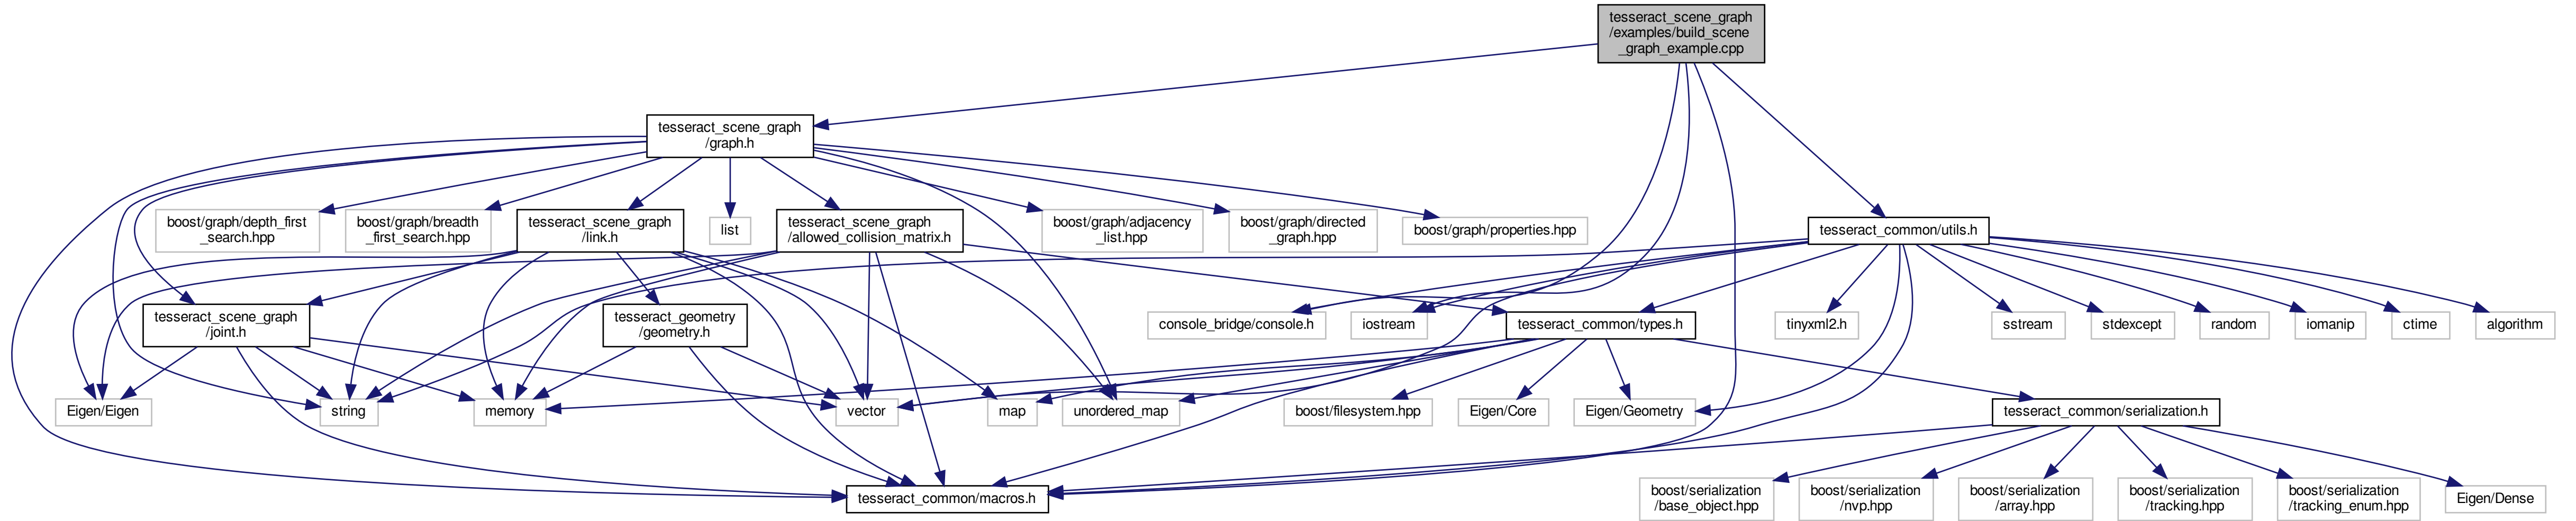 tesseract_scene_graph
/examples/build_scene
_graph_example.cpp
tesseract_scene_graph
/graph.h
boost/graph/depth_first
_search.hpp
boost/graph/breadth
_first_search.hpp
tesseract_scene_graph
/link.h
list
tesseract_scene_graph
/allowed_collision_matrix.h
boost/graph/adjacency
_list.hpp
boost/graph/directed
_graph.hpp
boost/graph/properties.hpp
tesseract_common/utils.h
tesseract_scene_graph
/joint.h
tesseract_geometry
/geometry.h
console_bridge/console.h
iostream
tesseract_common/types.h
tinyxml2.h
sstream
stdexcept
random
iomanip
ctime
algorithm
Eigen/Eigen
string
memory
vector
map
unordered_map
boost/filesystem.hpp
Eigen/Core
Eigen/Geometry
tesseract_common/serialization.h
tesseract_common/macros.h
boost/serialization
/base_object.hpp
boost/serialization
/nvp.hpp
boost/serialization
/array.hpp
boost/serialization
/tracking.hpp
boost/serialization
/tracking_enum.hpp
Eigen/Dense